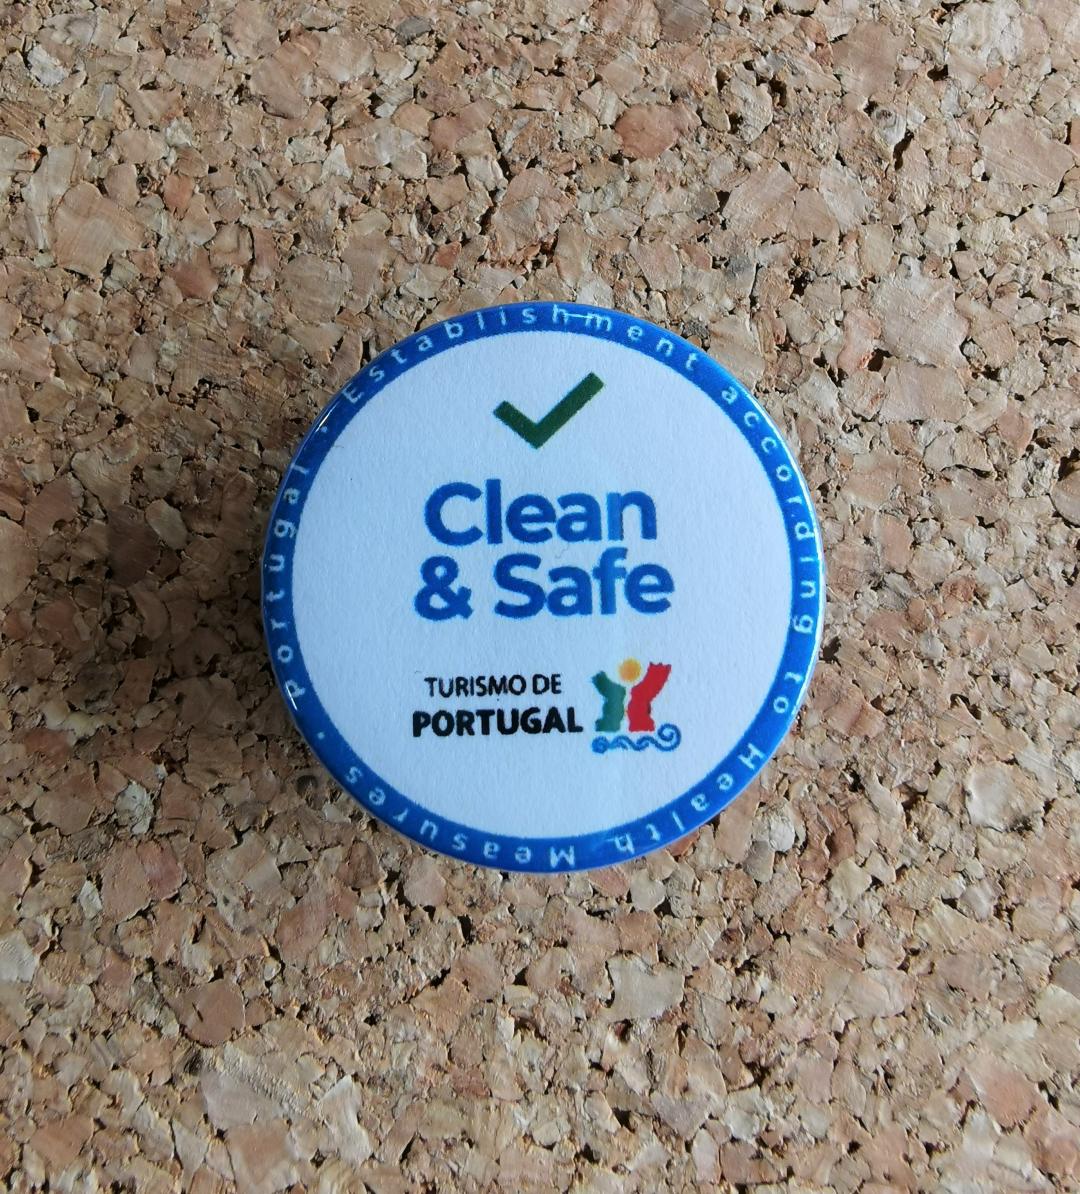 Portugal · Establishment according to Health Measures ·
Clean
& Safe
TURISMO DE
PORTUGAL